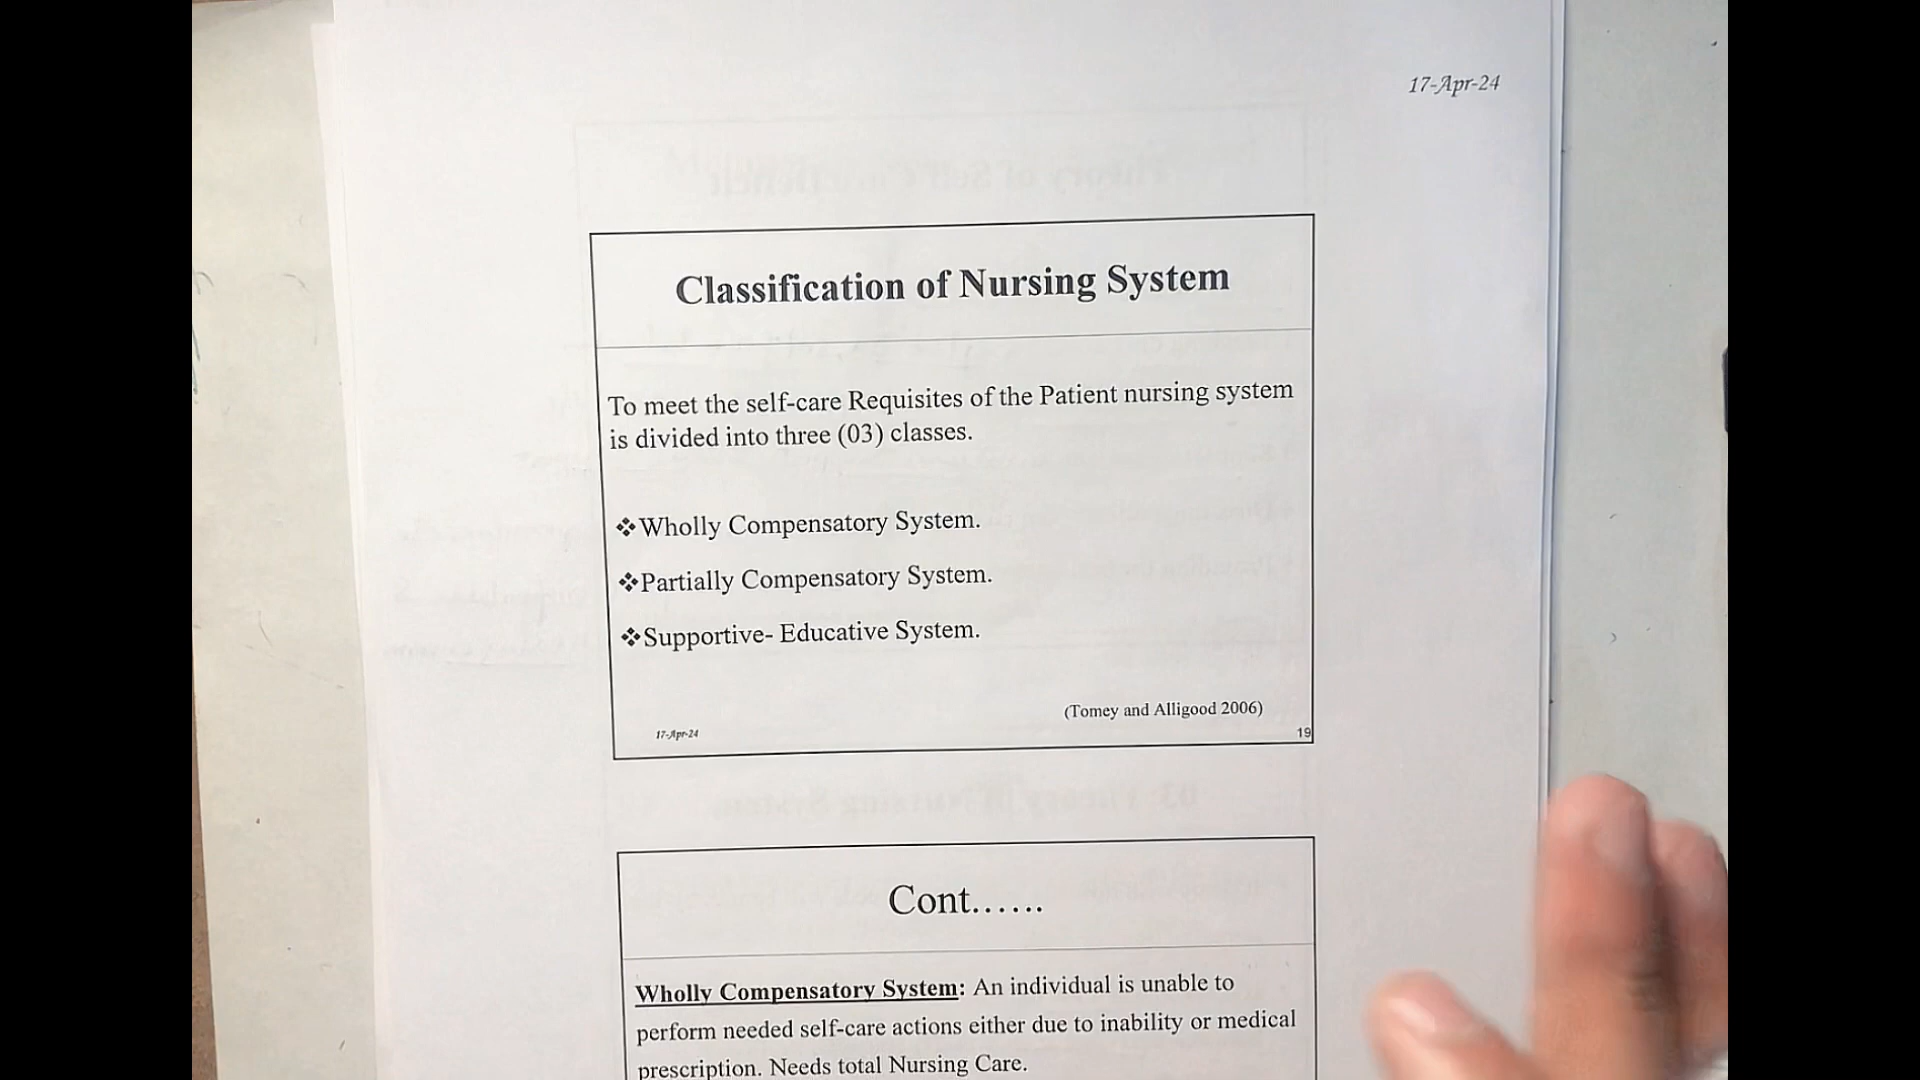 17-Apr-24
Classification of Nursing System
To meet the self-care Requisites of the Patient nursing system
is divided into three (03) classes.
❖Wholly Compensatory System.
❖Partially Compensatory System.
❖Supportive- Educative System.
(Tomey and Alligood 2006)
17-Apr-24
19
Cont......
Wholly Compensatory System: An individual is unable to
perform needed self-care actions either due to inability or medical
prescription. Needs total Nursing Care.